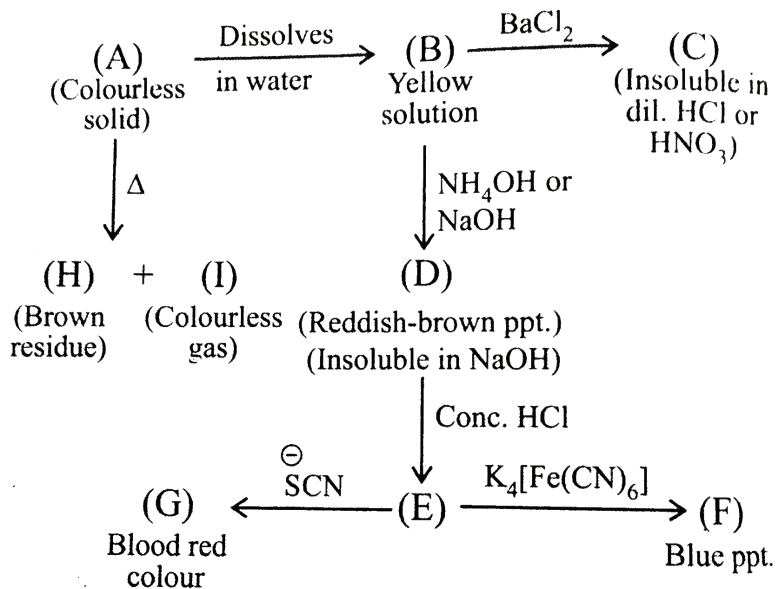 (A) Dissolves in water (B) BaCl₂ (C)
(Colourless solid)
Yellow solution
(Insoluble in dil. HCl or HNO₃)
Δ
NH₄OH or NaOH
(H) + (I) (D)
(Brown residue) (Colourless gas) (Reddish-brown ppt.)
(Insoluble in NaOH)
Conc. HCl
(G) ⊖ SCN (E) K₄[Fe(CN)₆] (F)
Blood red colour
Blue ppt.